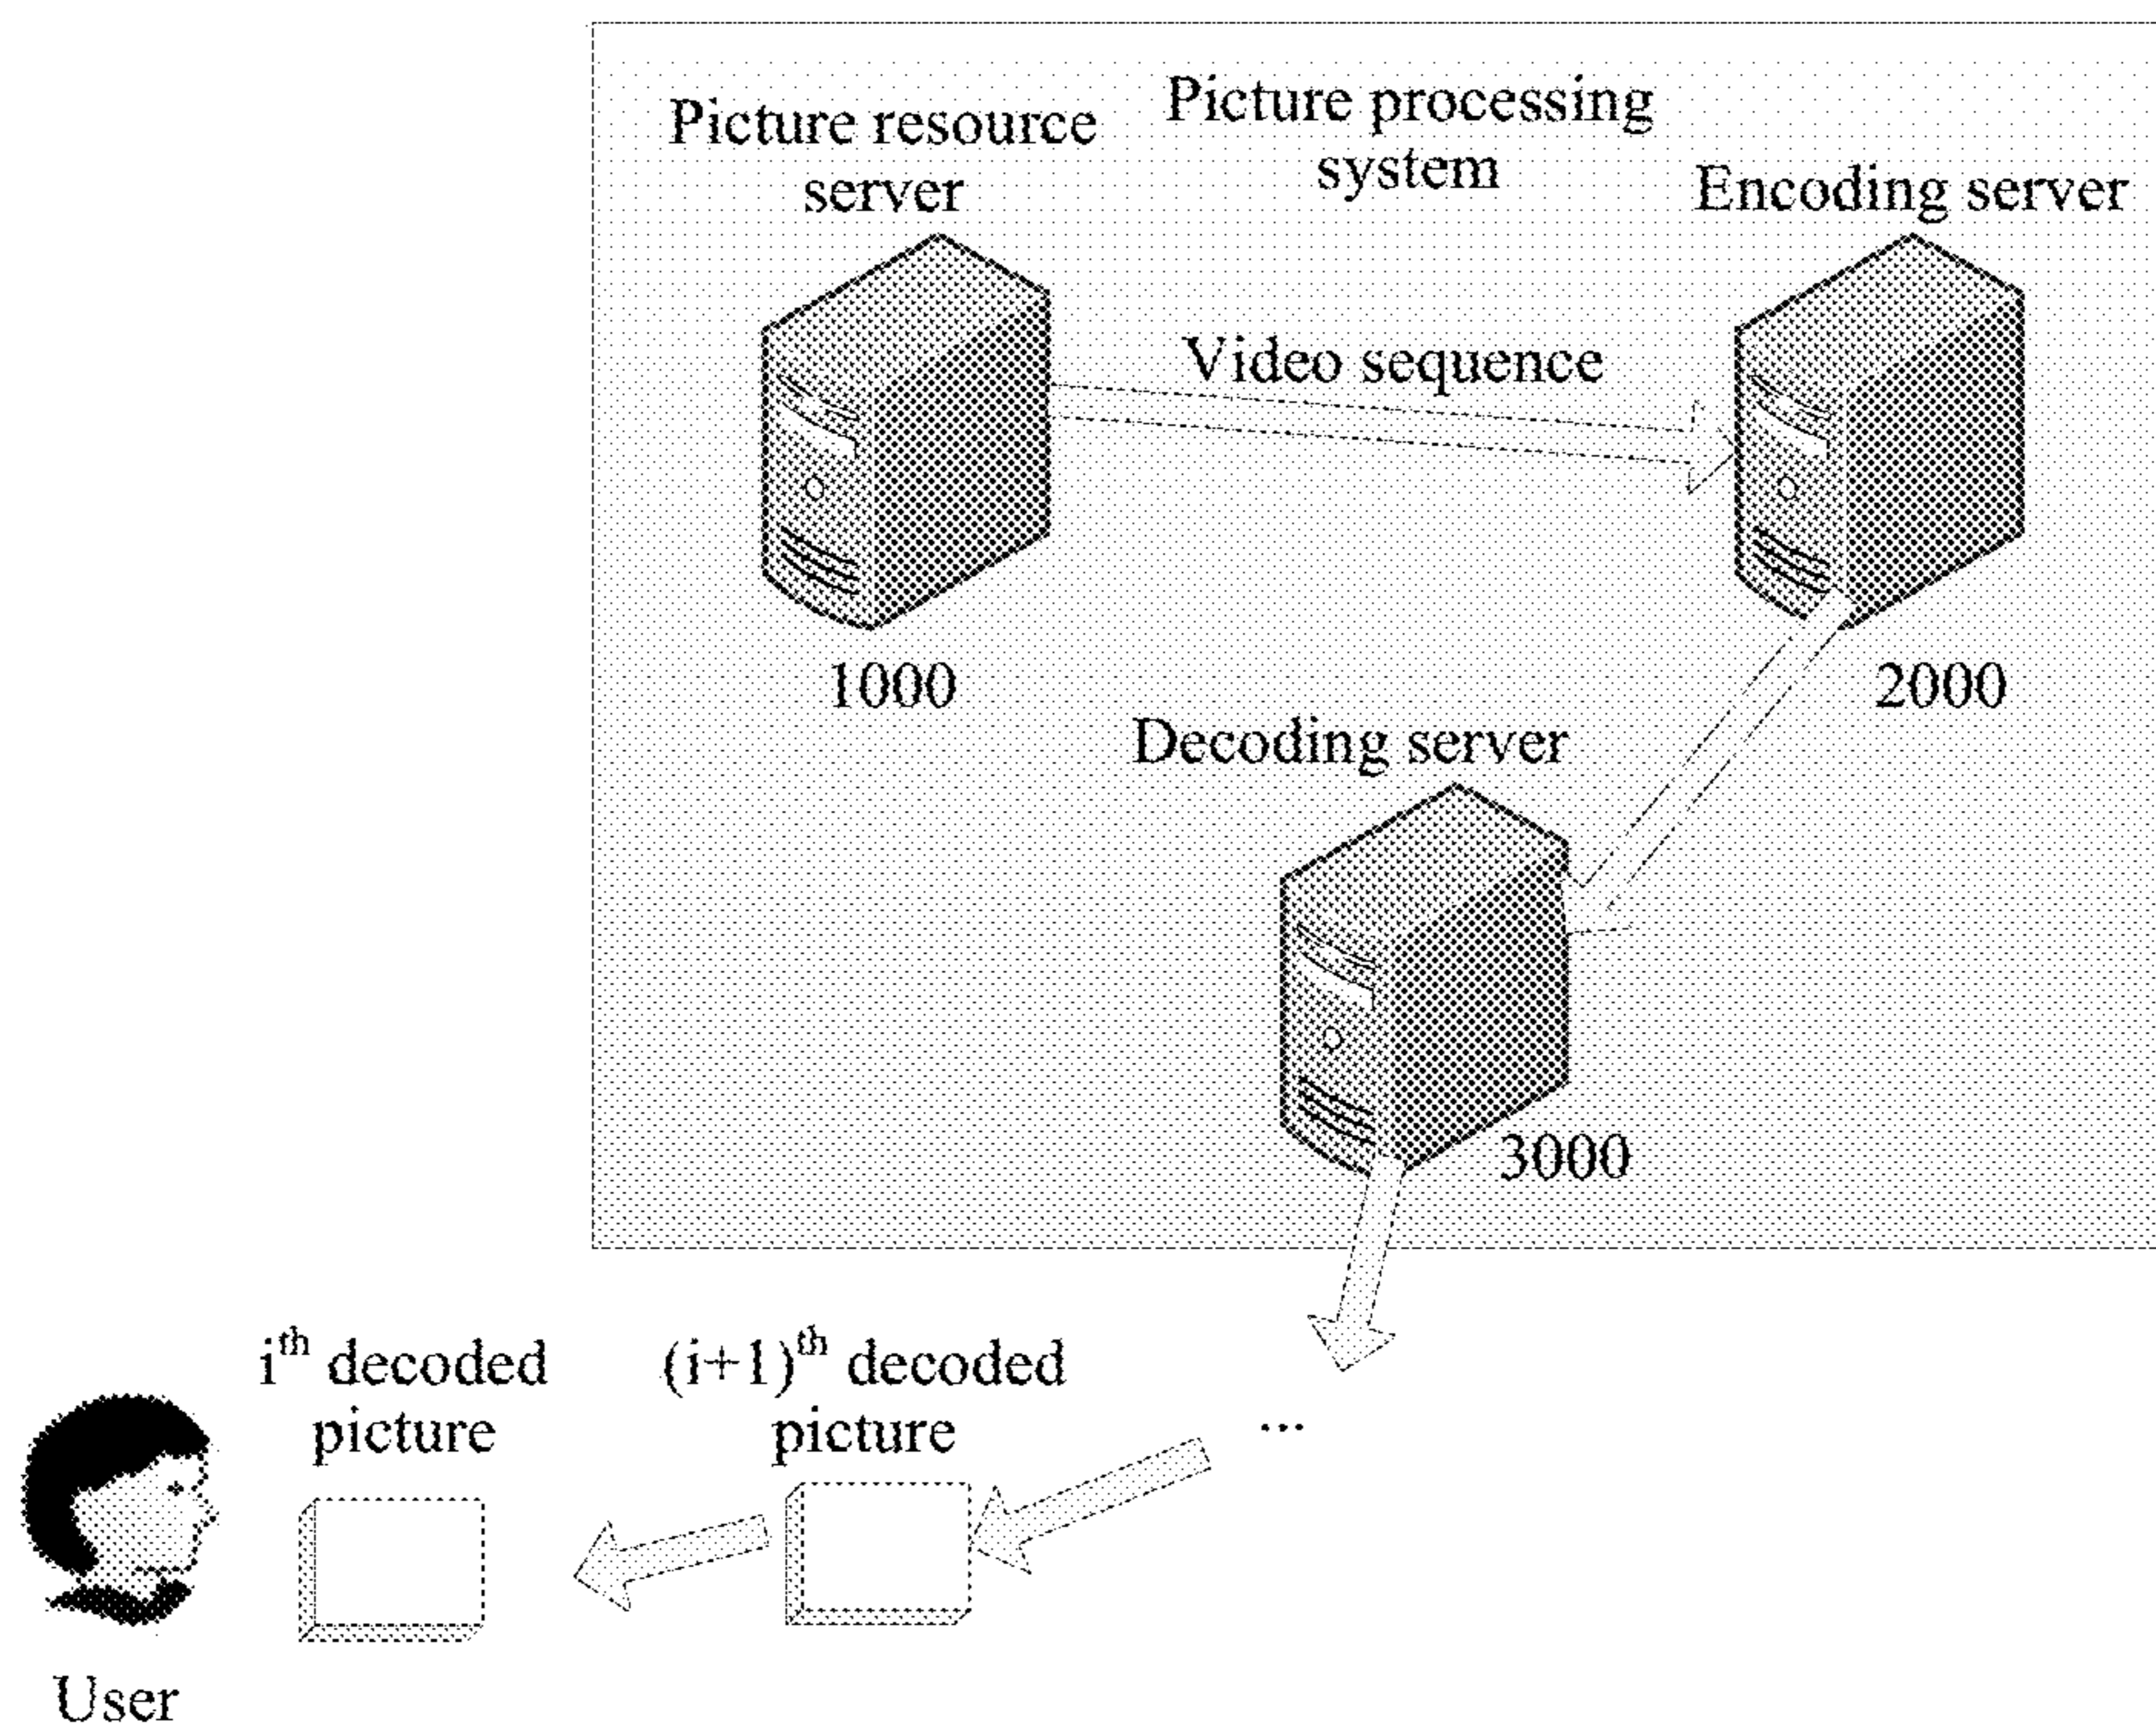 Picture processing
system
Picture resource
server
Encoding server
Video sequence
1000
2000
Decoding server
3000
iᵗʰ decoded
picture
(i+1)ᵗʰ decoded
picture
...
User